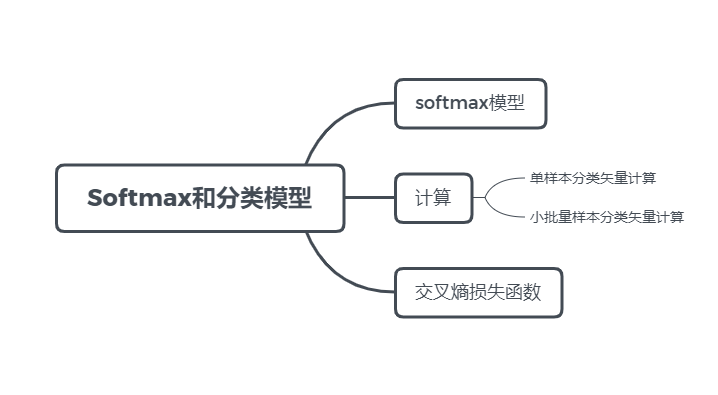 softmax模型
Softmax和分类模型
计算
单样本分类矢量计算
小批量样本分类矢量计算
交叉熵损失函数